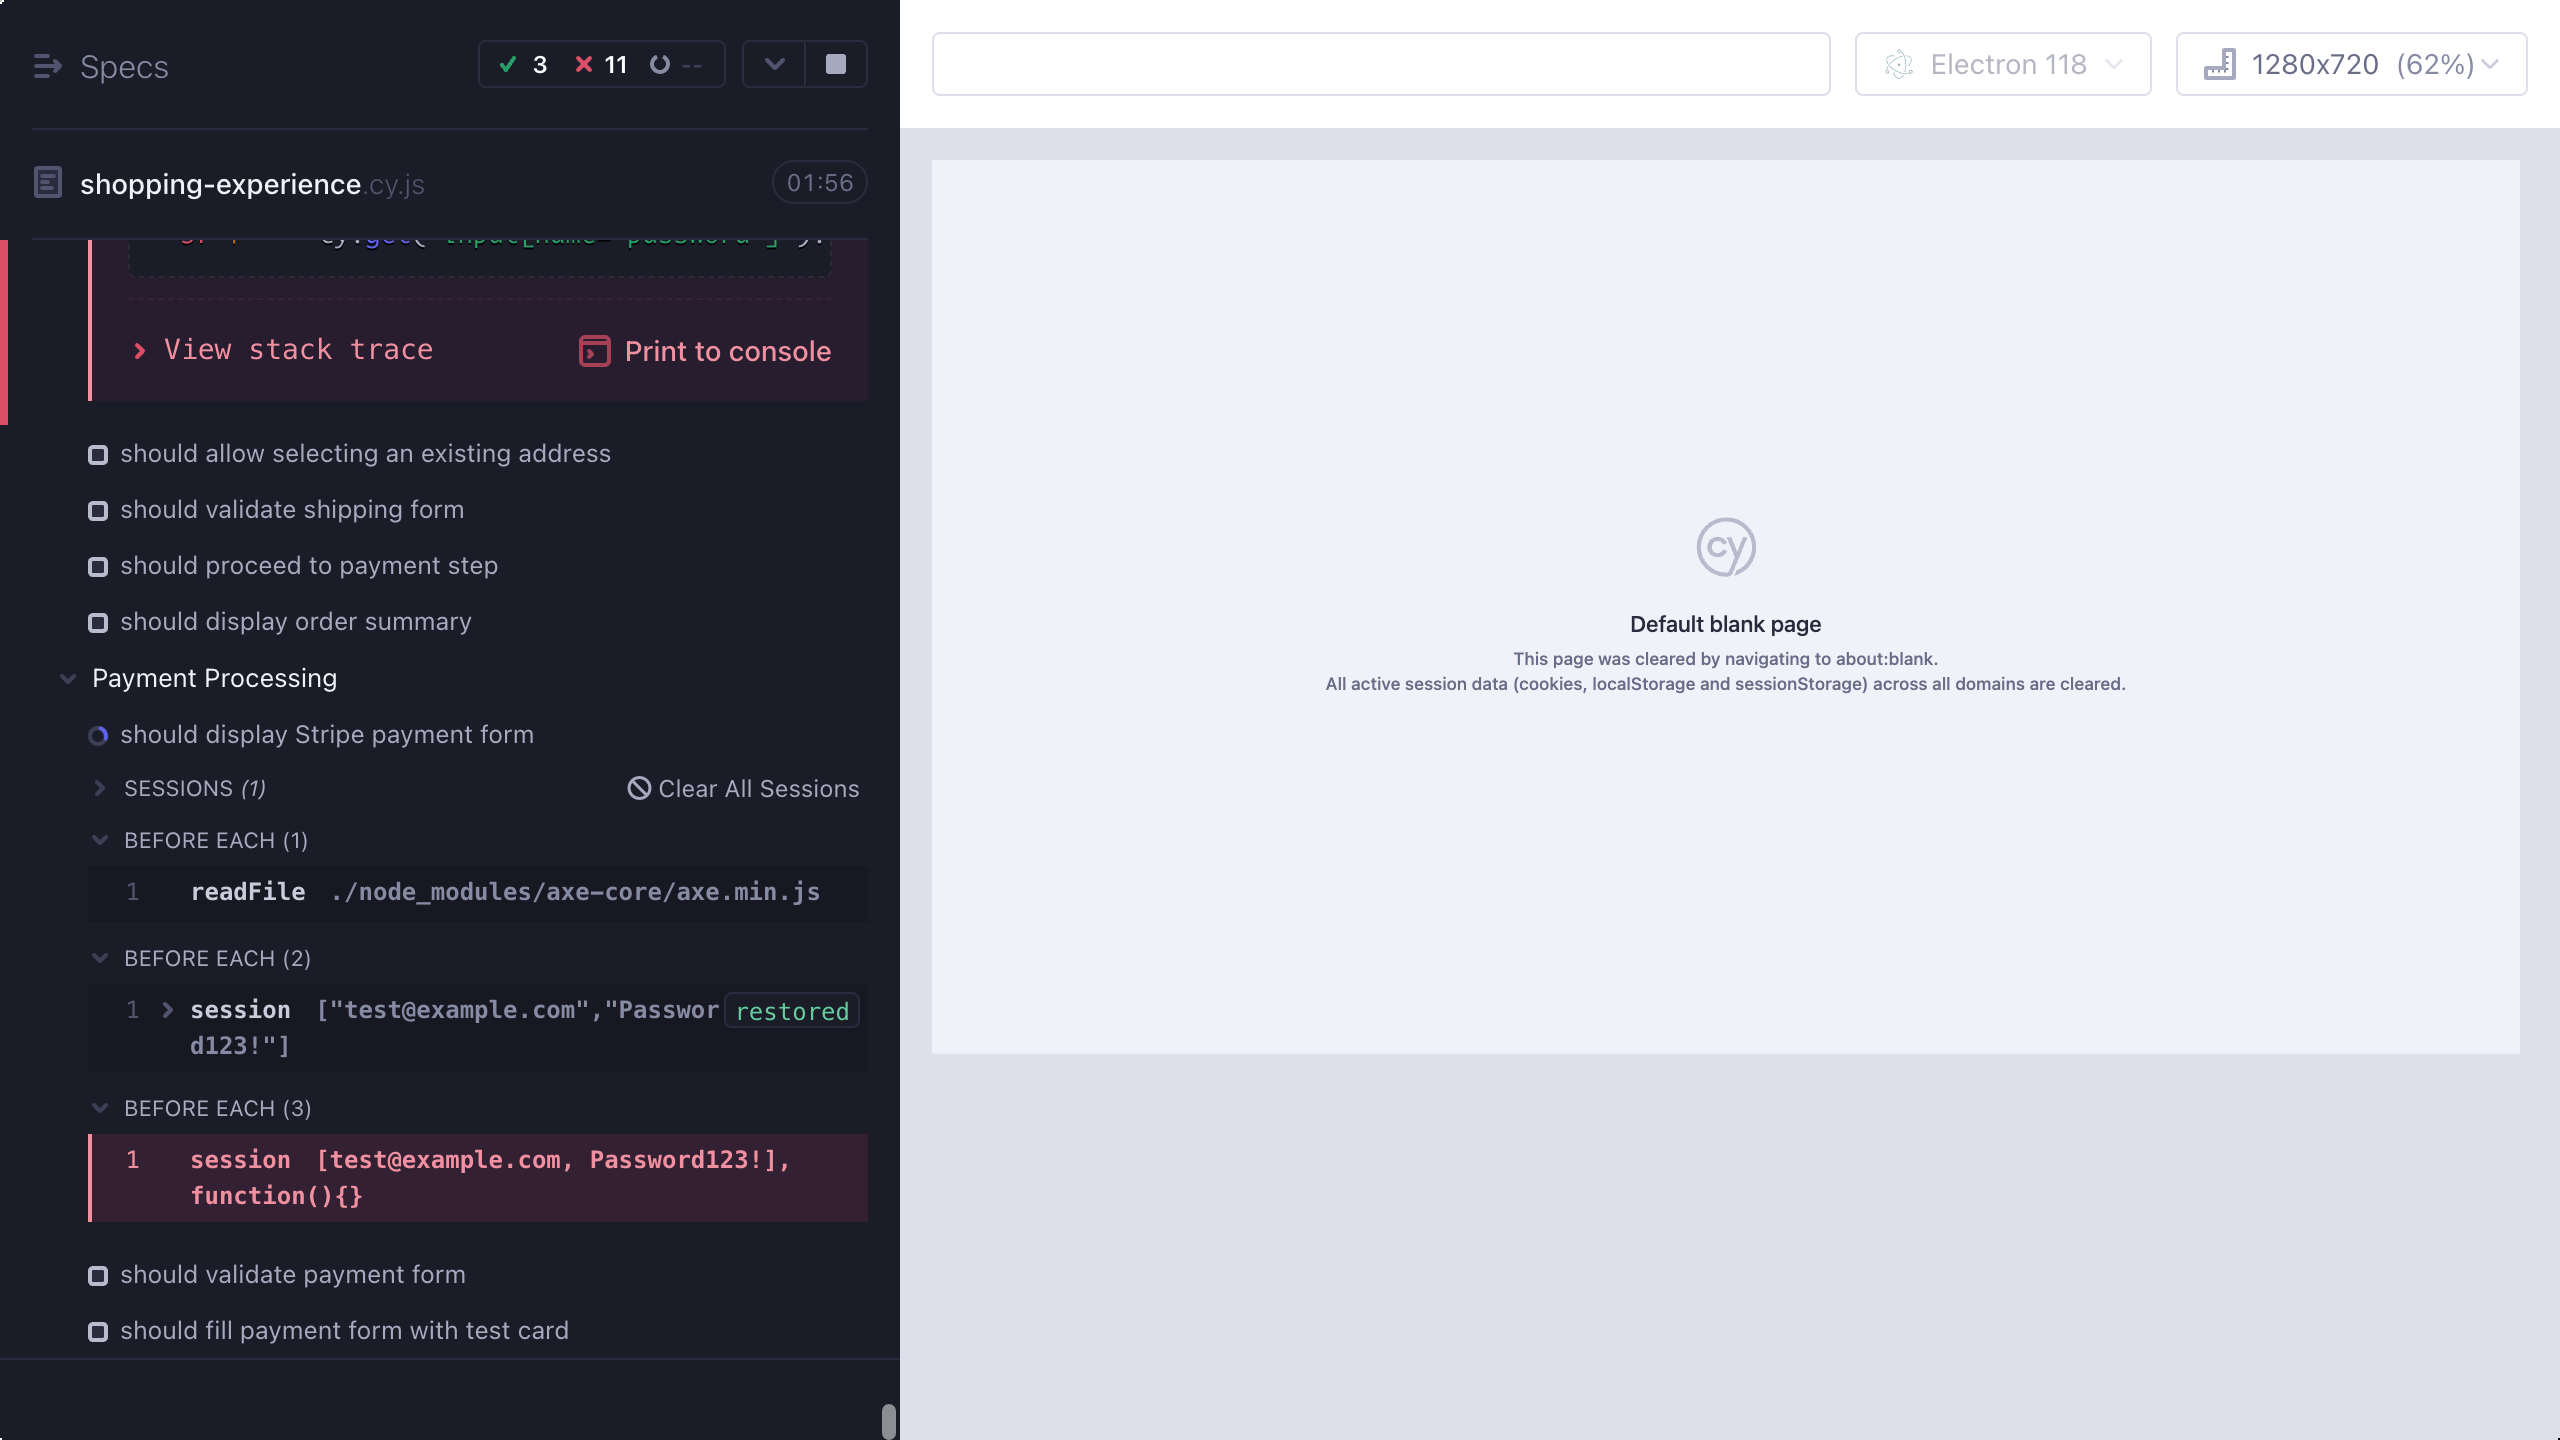 Specs
3 11 --
shopping-experience.cy.js 01:56
cy.get('input[name="password"]').
View stack trace
Print to console
should allow selecting an existing address
should validate shipping form
should proceed to payment step
should display order summary
Payment Processing
should display Stripe payment form
SESSIONS (1)
Clear All Sessions
BEFORE EACH (1)
1 readFile ./node_modules/axe-core/axe.min.js
BEFORE EACH (2)
1 session ["test@example.com","Passwor restored
d123!"]
BEFORE EACH (3)
1 session [test@example.com, Password123!],
function(){}
should validate payment form
should fill payment form with test card
Electron 118
1280x720 (62%)
cy
Default blank page
This page was cleared by navigating to about:blank.
All active session data (cookies, localStorage and sessionStorage) across all domains are cleared.